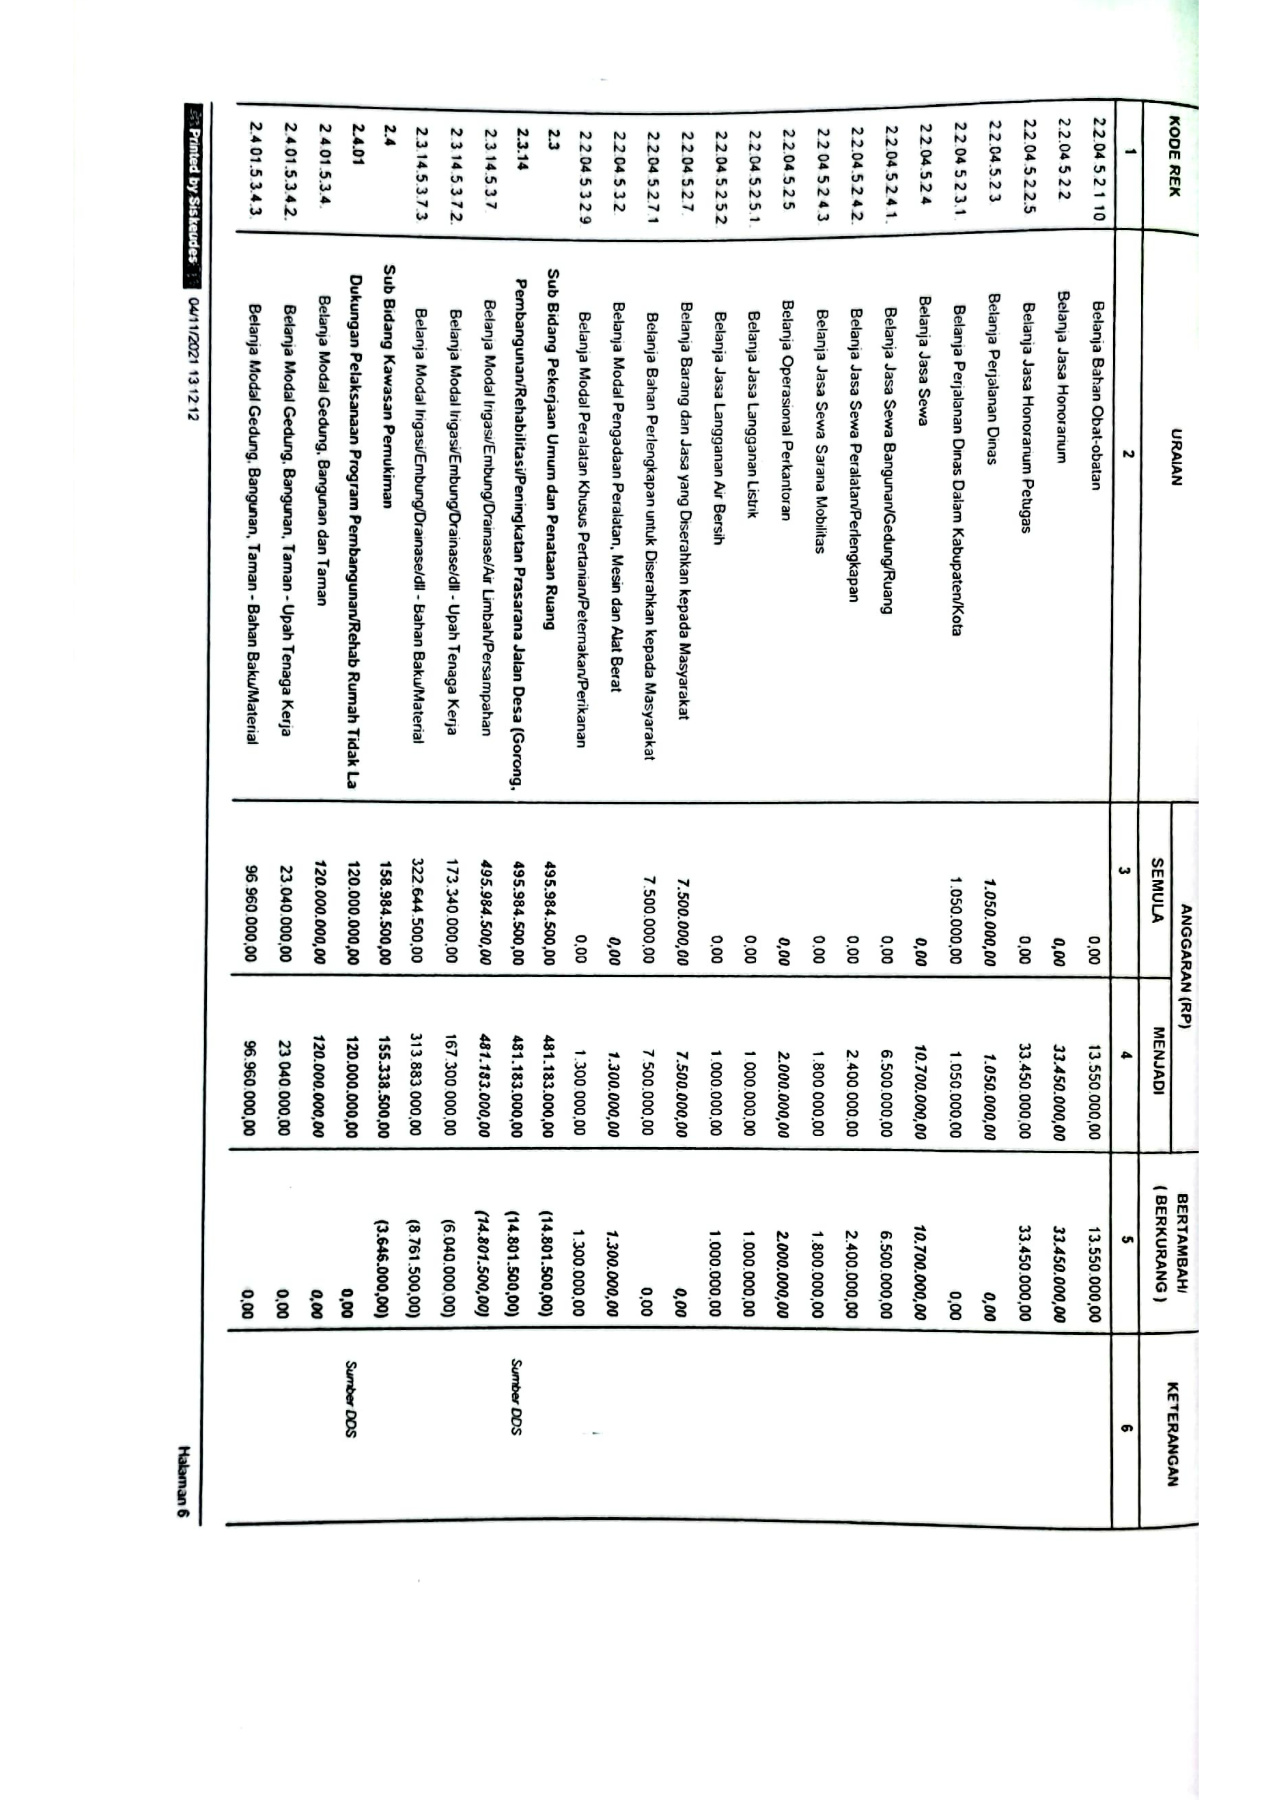 KODE REK URAIAN ANGGARAN (RP) BERTAMBAH/ ( BERKURANG ) KETERANGAN
SEMULA MENJADI
1 2 3 4 5 6
2.2.04.5.2.1.10 Belanja Bahan Obat-obatan 0,00 13.550.000,00 13.550.000,00
2.2.04.5.2.2 Belanja Jasa Honorarium 0,00 33.450.000,00 33.450.000,00
2.2.04.5.2.2.5 Belanja Jasa Honorarium Petugas 0,00 33.450.000,00 33.450.000,00
2.2.04.5.2.3 Belanja Perjalanan Dinas 1.050.000,00 1.050.000,00 0,00
2.2.04.5.2.3.1 Belanja Perjalanan Dinas Dalam Kabupaten/Kota 1.050.000,00 1.050.000,00 0,00
2.2.04.5.2.4 Belanja Jasa Sewa 0,00 10.700.000,00 10.700.000,00
2.2.04.5.2.4.1. Belanja Jasa Sewa Bangunan/Gedung/Ruang 0,00 6.500.000,00 6.500.000,00
2.2.04.5.2.4.2. Belanja Jasa Sewa Peralatan/Perlengkapan 0,00 2.400.000,00 2.400.000,00
2.2.04.5.2.4.3. Belanja Jasa Sewa Sarana Mobilitas 0,00 1.800.000,00 1.800.000,00
2.2.04.5.2.5 Belanja Operasional Perkantoran 0,00 2.000.000,00 2.000.000,00
2.2.04.5.2.5.1. Belanja Jasa Langganan Listrik 0,00 1.000.000,00 1.000.000,00
2.2.04.5.2.5.2 Belanja Jasa Langganan Air Bersih 0,00 1.000.000,00 1.000.000,00
2.2.04.5.2.7. Belanja Barang dan Jasa yang Diserahkan kepada Masyarakat 7.500.000,00 7.500.000,00 0,00
2.2.04.5.2.7.1 Belanja Bahan Perlengkapan untuk Diserahkan kepada Masyarakat 7.500.000,00 7.500.000,00 0,00
2.2.04.5.3.2 Belanja Modal Pengadaan Peralatan, Mesin dan Alat Berat 0,00 1.300.000,00 1.300.000,00
2.2.04.5.3.2.9 Belanja Modal Peralatan Khusus Pertanian/Peternakan/Perikanan 0,00 1.300.000,00 1.300.000,00
2.3 Sub Bidang Pekerjaan Umum dan Penataan Ruang 495.984.500,00 481.183.000,00 (14.801.500,00)
2.3.14 Pembangunan/Rehabilitasi/Peningkatan Prasarana Jalan Desa (Gorong, 495.984.500,00 481.183.000,00 (14.801.500,00) Sumber DDS
2.3.14.5.3.7. Belanja Modal Irigasi/Embung/Drainase/Air Limbah/Persampahan 495.984.500,00 481.183.000,00 (14.801.500,00)
2.3.14.5.3.7.2. Belanja Modal Irigasi/Embung/Drainase/dll - Upah Tenaga Kerja 173.340.000,00 167.300.000,00 (6.040.000,00)
2.3.14.5.3.7.3 Belanja Modal Irigasi/Embung/Drainase/dll - Bahan Baku/Material 322.644.500,00 313.883.000,00 (8.761.500,00)
2.4 Sub Bidang Kawasan Permukiman 158.984.500,00 155.338.500,00 (3.646.000,00)
2.4.01 Dukungan Pelaksanaan Program Pembangunan/Rehab Rumah Tidak La 120.000.000,00 120.000.000,00 0,00 Sumber DDS
2.4.01.5.3.4. Belanja Modal Gedung, Bangunan dan Taman 120.000.000,00 120.000.000,00 0,00
2.4.01.5.3.4.2. Belanja Modal Gedung, Bangunan, Taman - Upah Tenaga Kerja 23.040.000,00 23.040.000,00 0,00
2.4.01.5.3.4.3. Belanja Modal Gedung, Bangunan, Taman - Bahan Baku/Material 96.960.000,00 96.960.000,00 0,00
Printed by Siskeudes 04/11/2021 13:12:12 Halaman 6